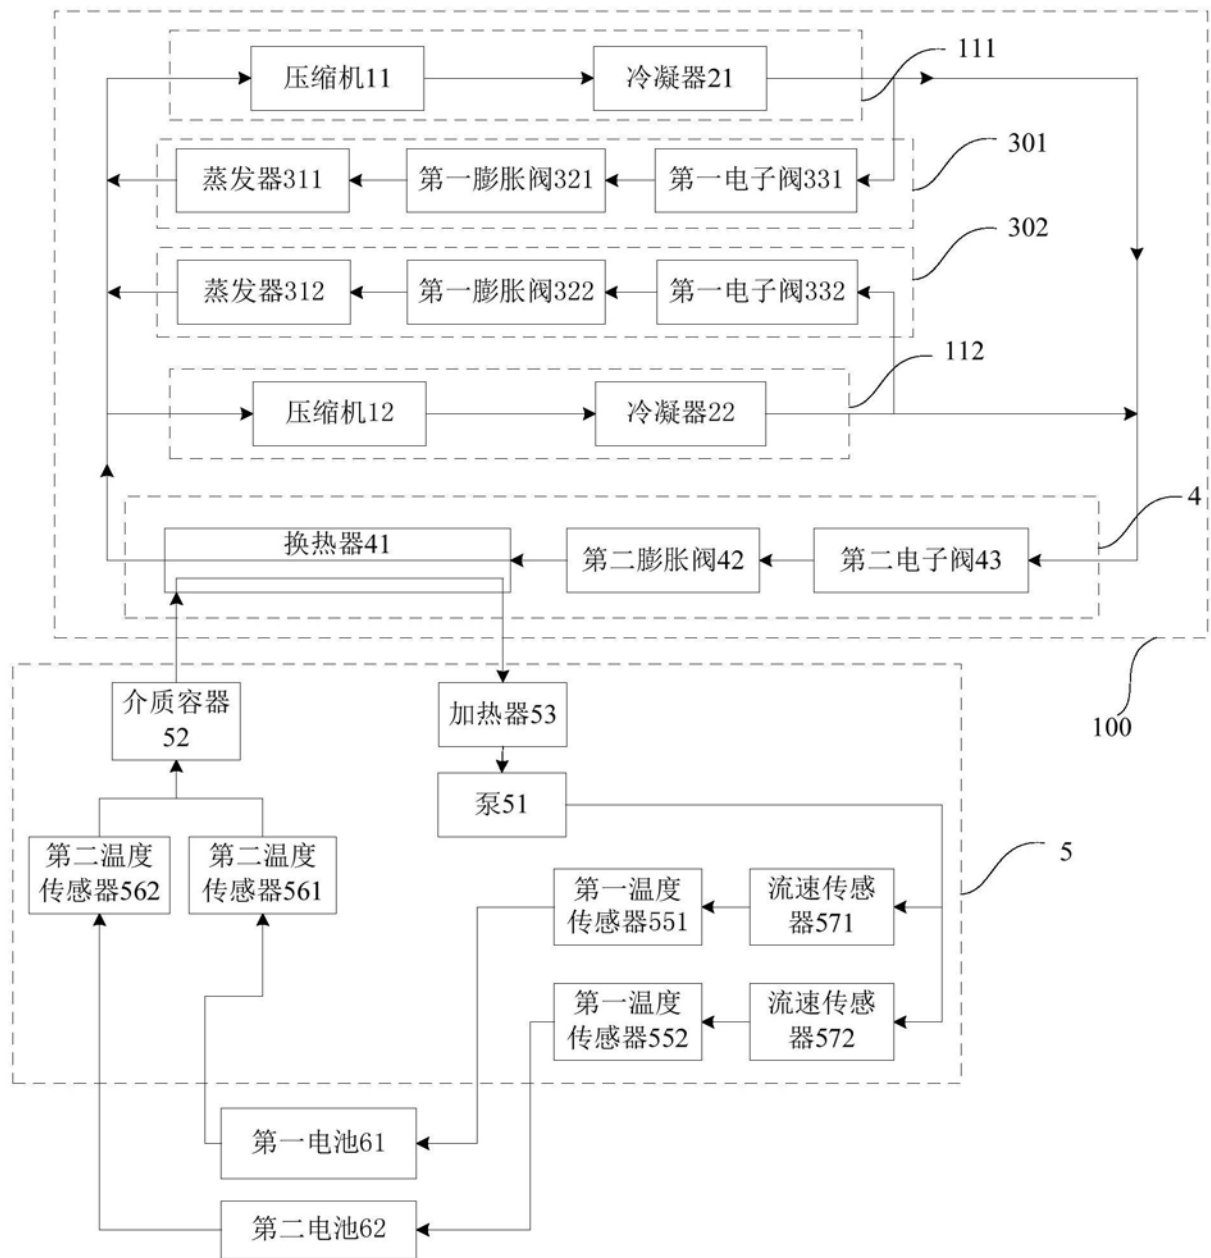 压缩机11
冷凝器21
111
蒸发器311
第一膨胀阀321
第一电子阀331
301
蒸发器312
第一膨胀阀322
第一电子阀332
302
压缩机12
冷凝器22
112
换热器41
第二膨胀阀42
第二电子阀43
4
100
介质容器
52
加热器53
泵51
第二温度
传感器562
第二温度
传感器561
第一温度
传感器551
流速传感
器571
5
第一温度
传感器552
流速传感
器572
第一电池61
第二电池62